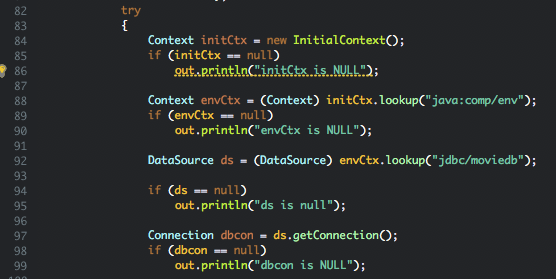 82 try
83 {
84 Context initCtx = new InitialContext();
85 if (initCtx == null)
86 out.println("initCtx is NULL");
87
88 Context envCtx = (Context) initCtx.lookup("java:comp/env");
89 if (envCtx == null)
90 out.println("envCtx is NULL");
91
92 DataSource ds = (DataSource) envCtx.lookup("jdbc/moviedb");
93
94 if (ds == null)
95 out.println("ds is null");
96
97 Connection dbcon = ds.getConnection();
98 if (dbcon == null)
99 out.println("dbcon is NULL");